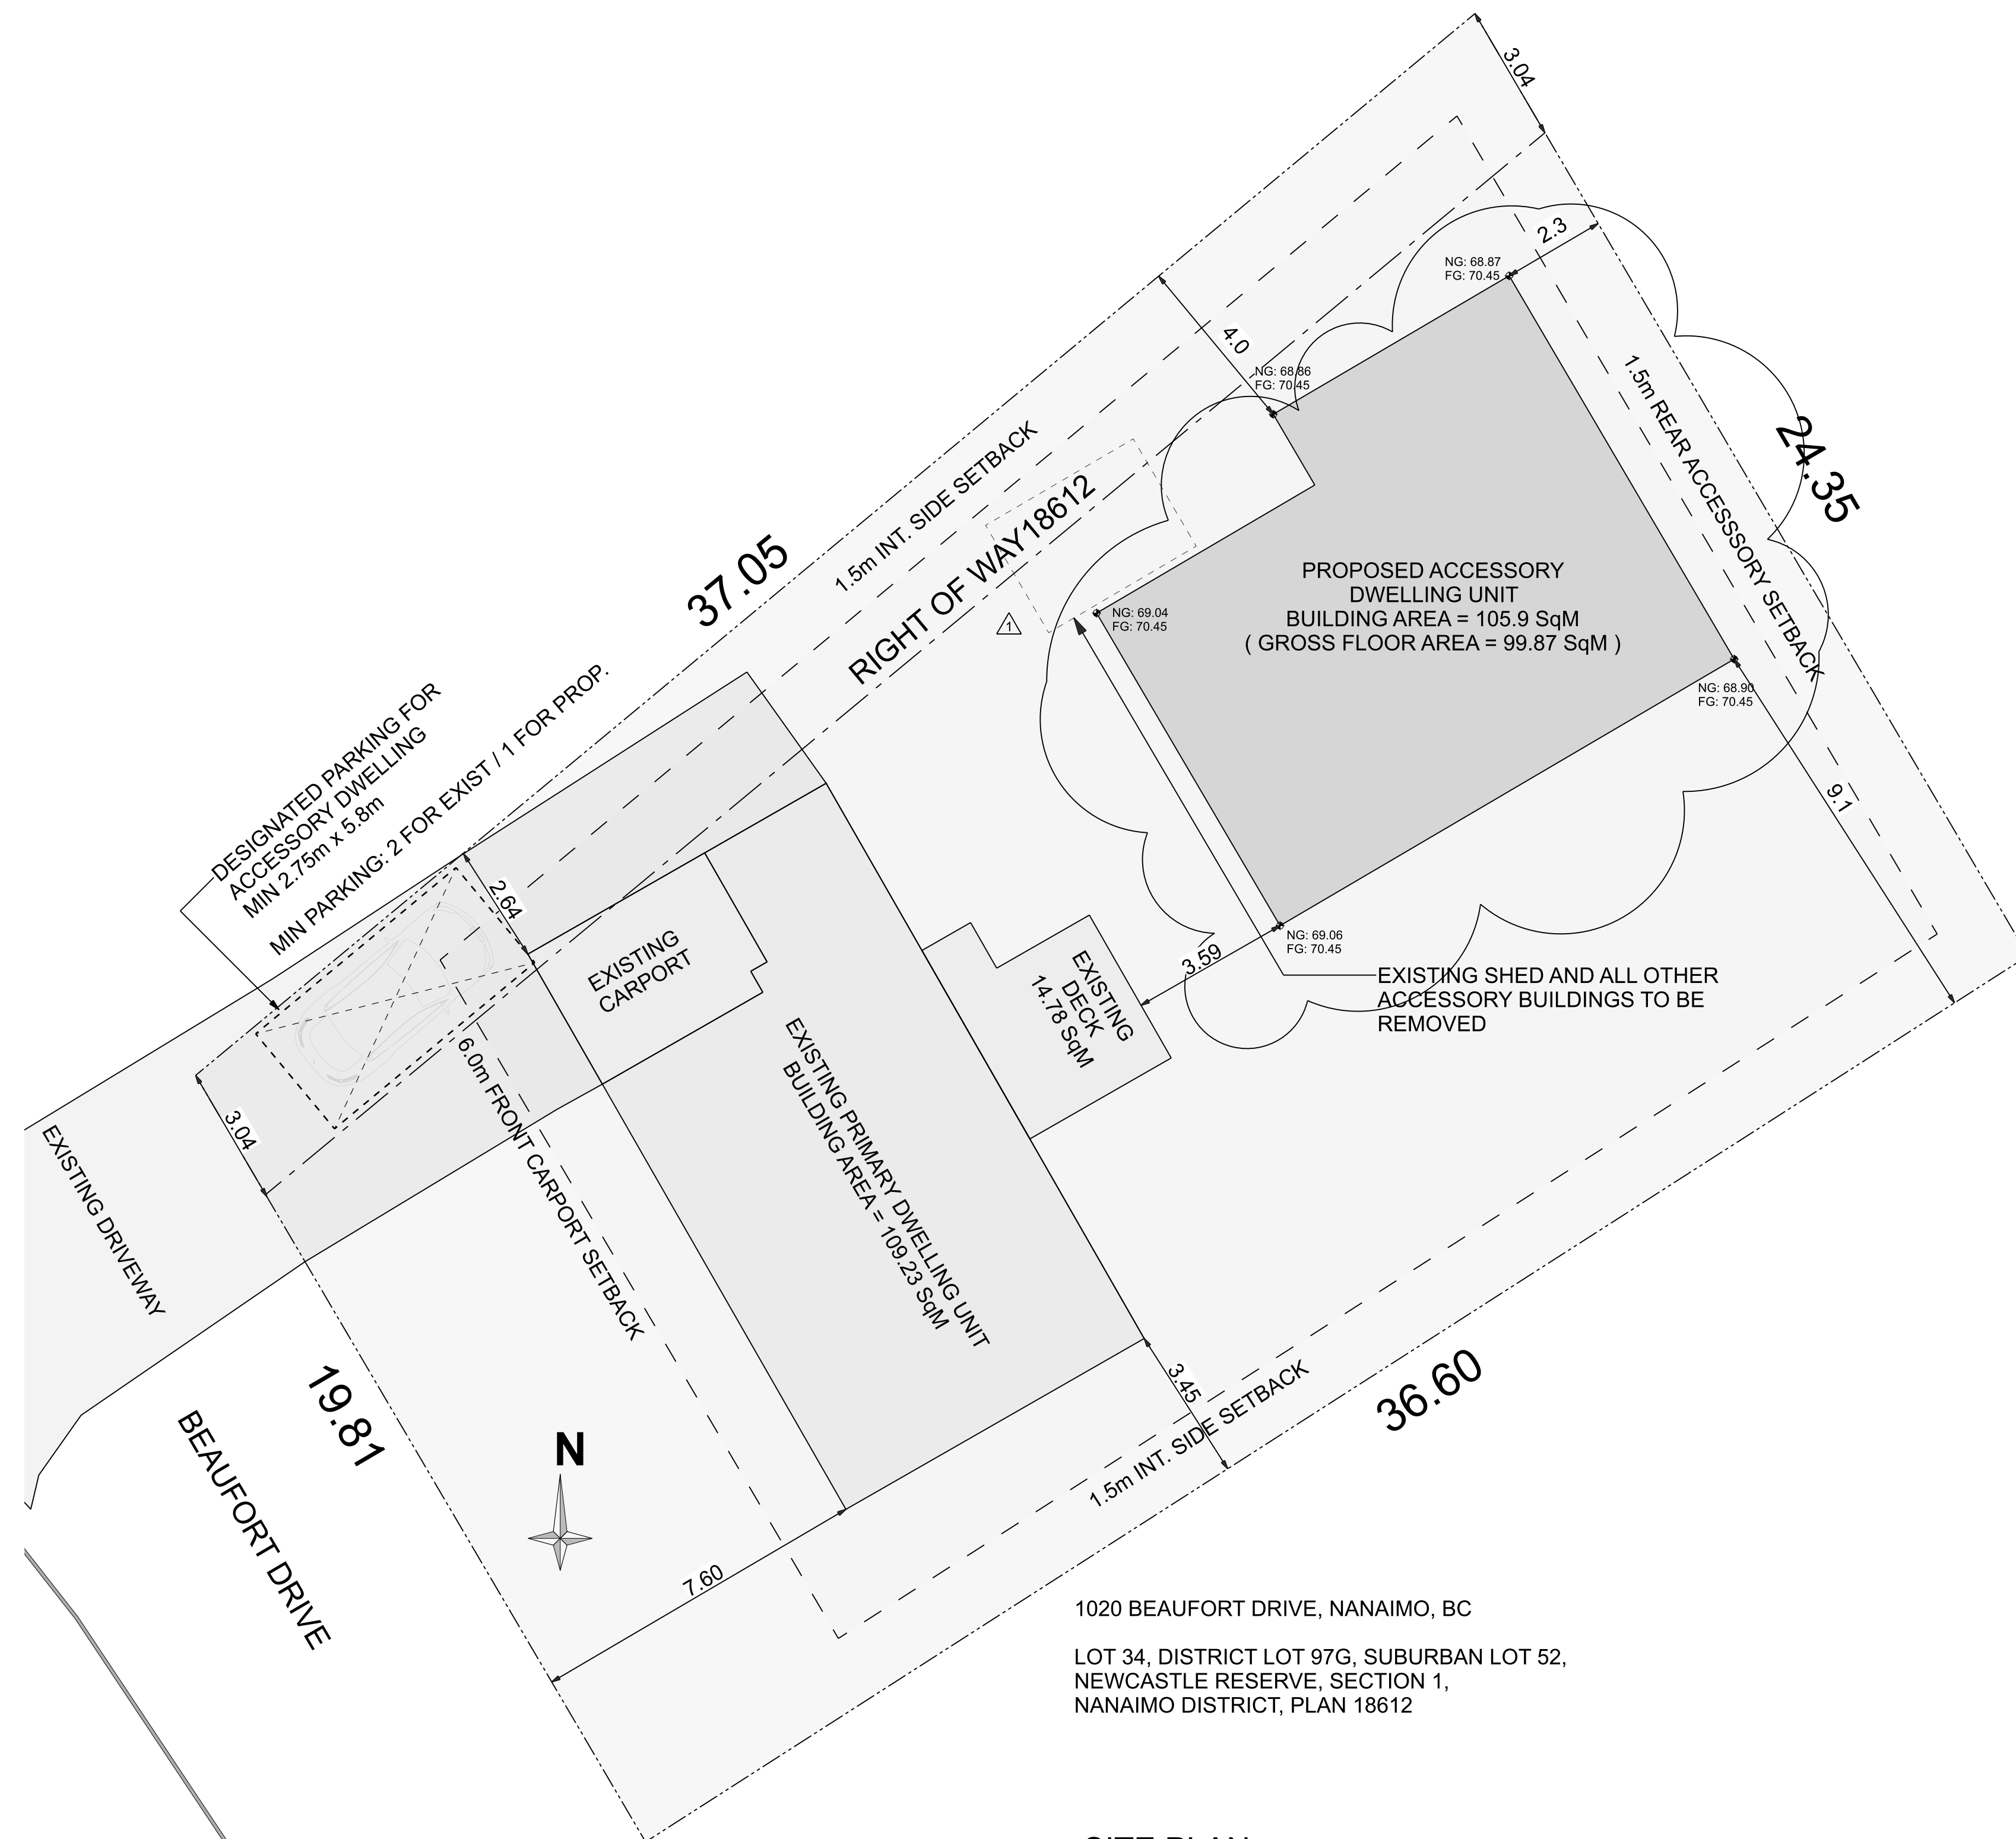 3.04
2.3
NG: 68.87
FG: 70.45
4.0
NG: 68.86
FG: 70.45
1.5m REAR ACCESSSORY SETBACK
24.35
1.5m INT. SIDE SETBACK
37.05
RIGHT OF WAY18612
PROPOSED ACCESSORY
DWELLING UNIT
BUILDING AREA = 105.9 SqM
( GROSS FLOOR AREA = 99.87 SqM )
NG: 69.04
FG: 70.45
1
NG: 68.90
FG: 70.45
9.1
DESIGNATED PARKING FOR
ACCESSORY DWELLING
MIN 2.75m x 5.8m
MIN PARKING: 2 FOR EXIST / 1 FOR PROP.
2.64
EXISTING
CARPORT
EXISTING
DECK
14.78 SqM
3.59
NG: 69.06
FG: 70.45
EXISTING SHED AND ALL OTHER
ACCESSORY BUILDINGS TO BE
REMOVED
3.04
EXISTING DRIVEWAY
6.0m FRONT CARPORT SETBACK
EXISTING PRIMARY DWELLING UNIT
BUILDING AREA = 109.23 SqM
19.81
BEAUFORT DRIVE
N
3.45
1.5m INT. SIDE SETBACK
36.60
7.60
1020 BEAUFORT DRIVE, NANAIMO, BC
LOT 34, DISTRICT LOT 97G, SUBURBAN LOT 52,
NEWCASTLE RESERVE, SECTION 1,
NANAIMO DISTRICT, PLAN 18612
SITE PLAN